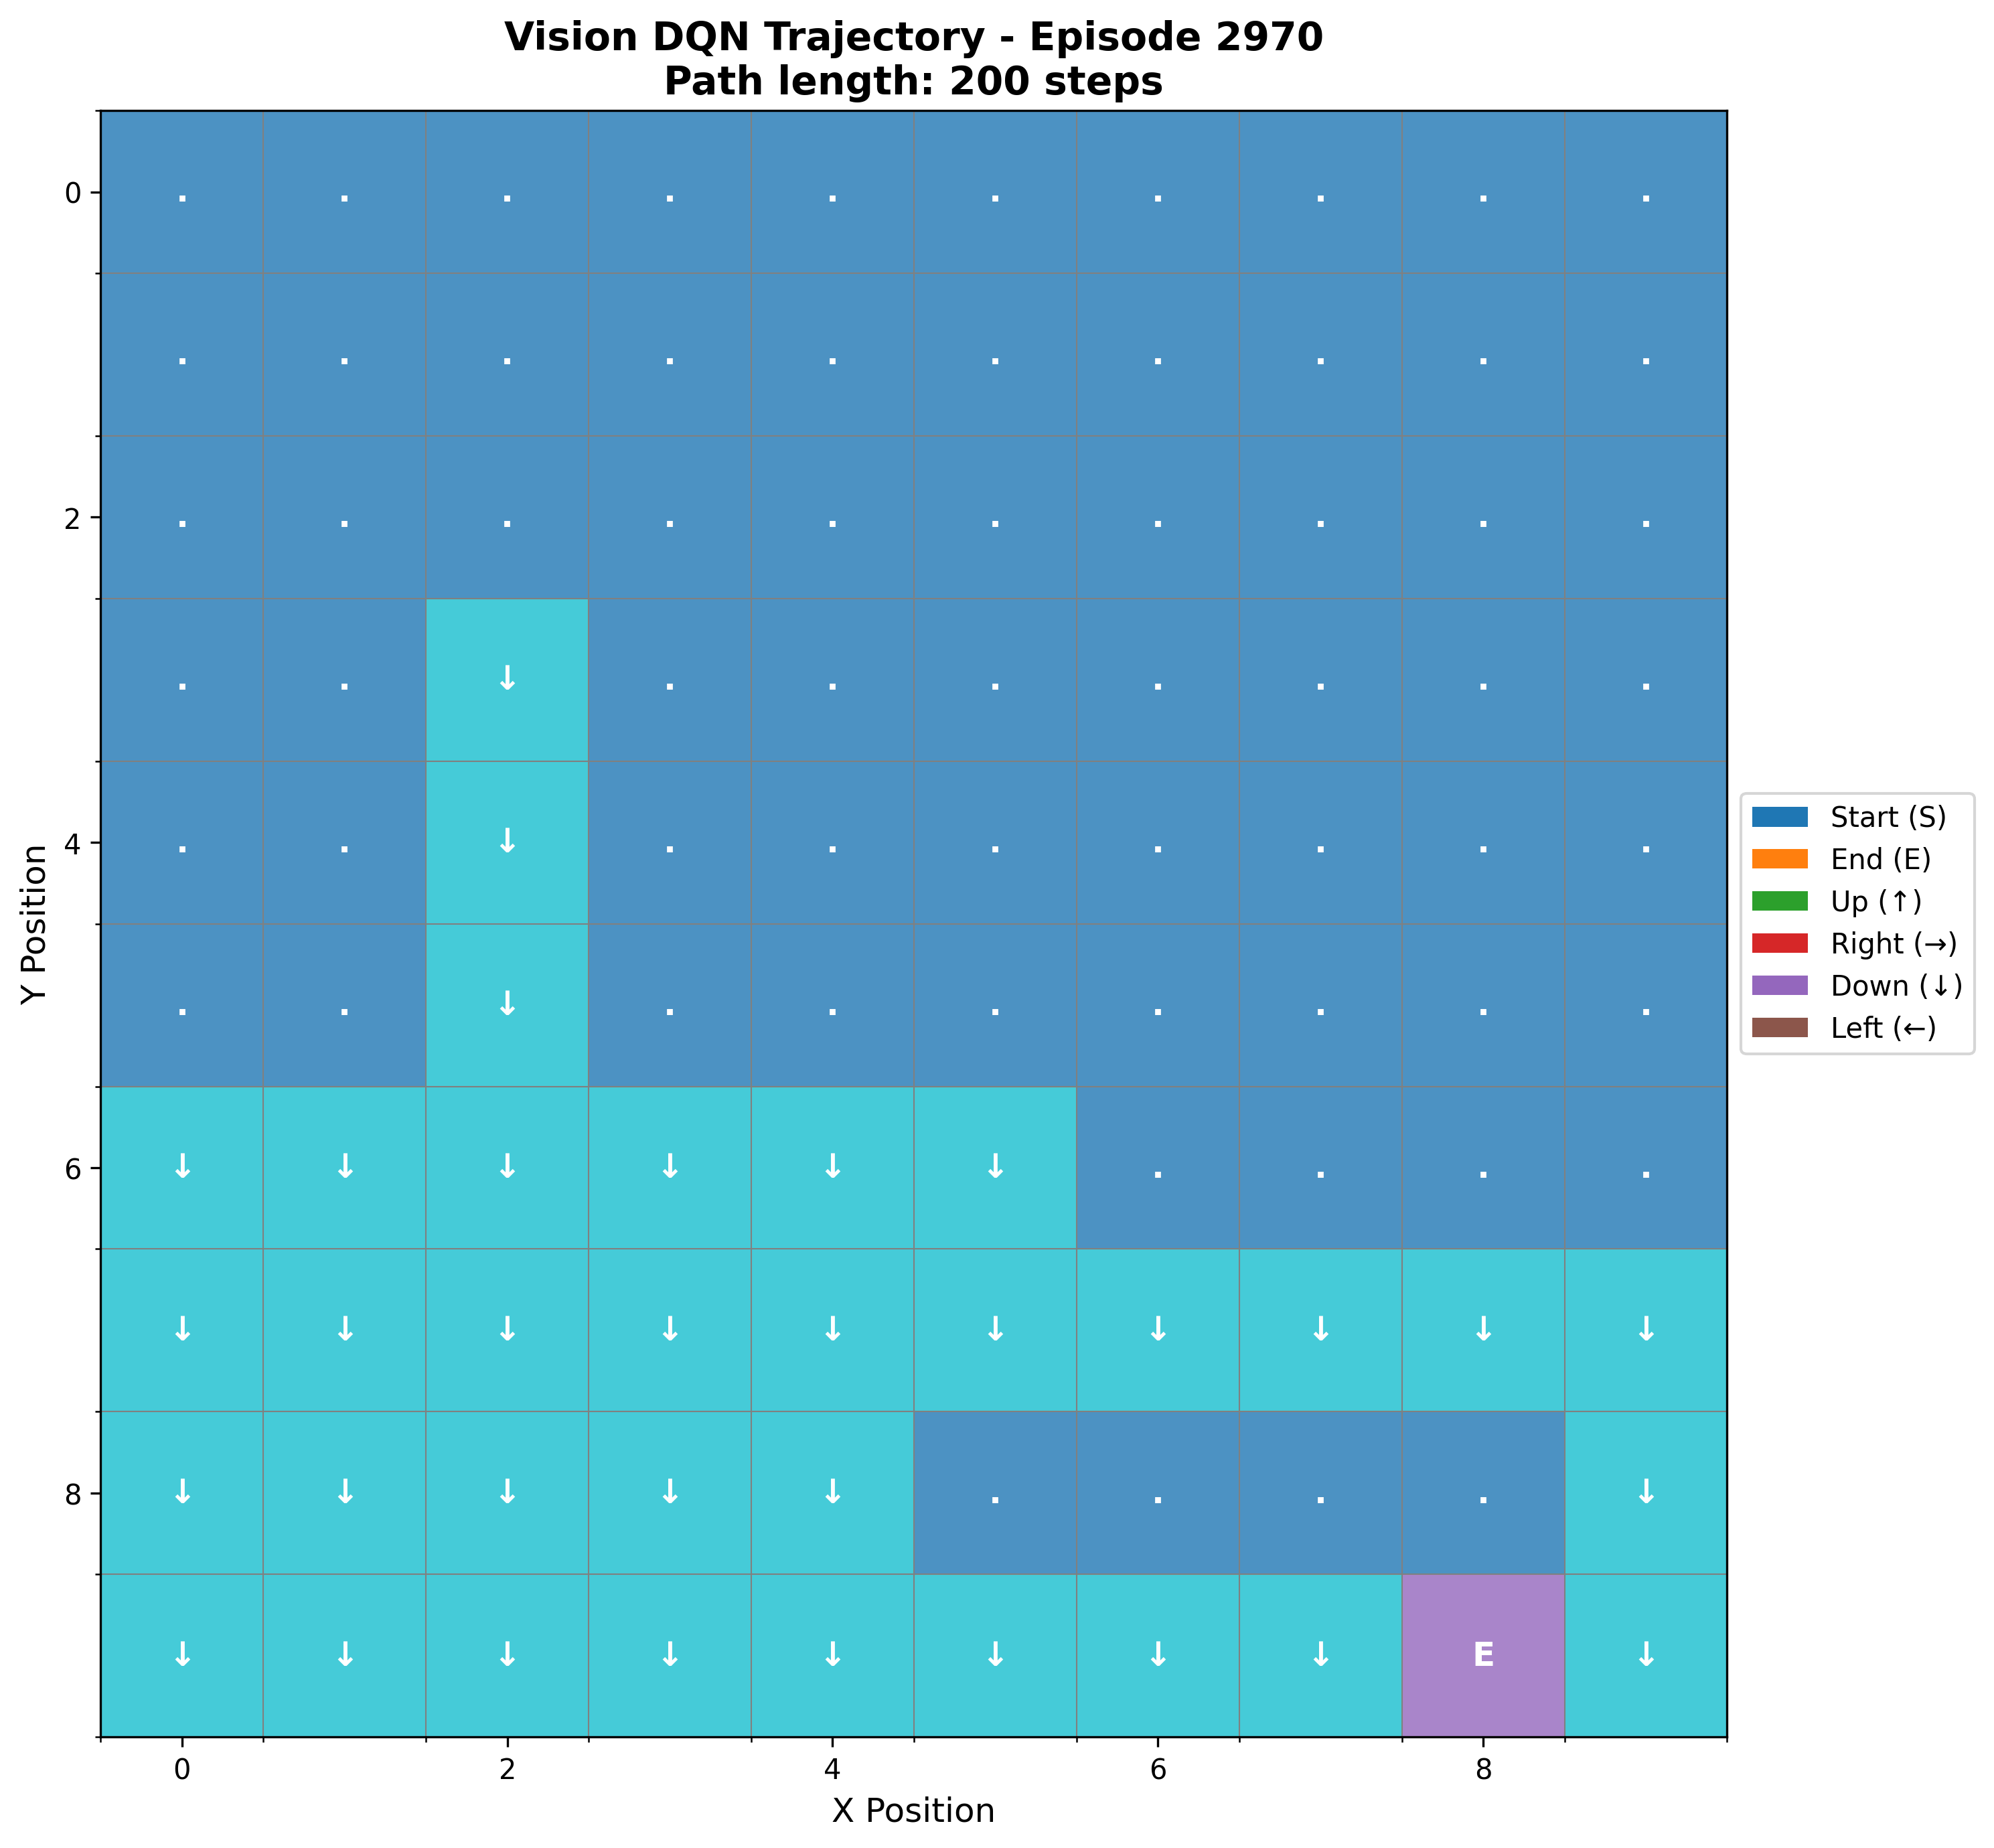 Vision DQN Trajectory - Episode 2970
Path length: 200 steps
0 . . . . . . . . . .
. . . . . . . . . .
2 . . . . . . . . . .
. . ↓ . . . . . . .
4 . . ↓ . . . . . . .
. . ↓ . . . . . . .
6 ↓ ↓ ↓ ↓ ↓ ↓ . . . .
↓ ↓ ↓ ↓ ↓ ↓ ↓ ↓ ↓ ↓
8 ↓ ↓ ↓ ↓ ↓ . . . . ↓
↓ ↓ ↓ ↓ ↓ ↓ ↓ ↓ E ↓
0 2 4 6 8
X Position
Y Position
Start (S)
End (E)
Up (↑)
Right (→)
Down (↓)
Left (←)